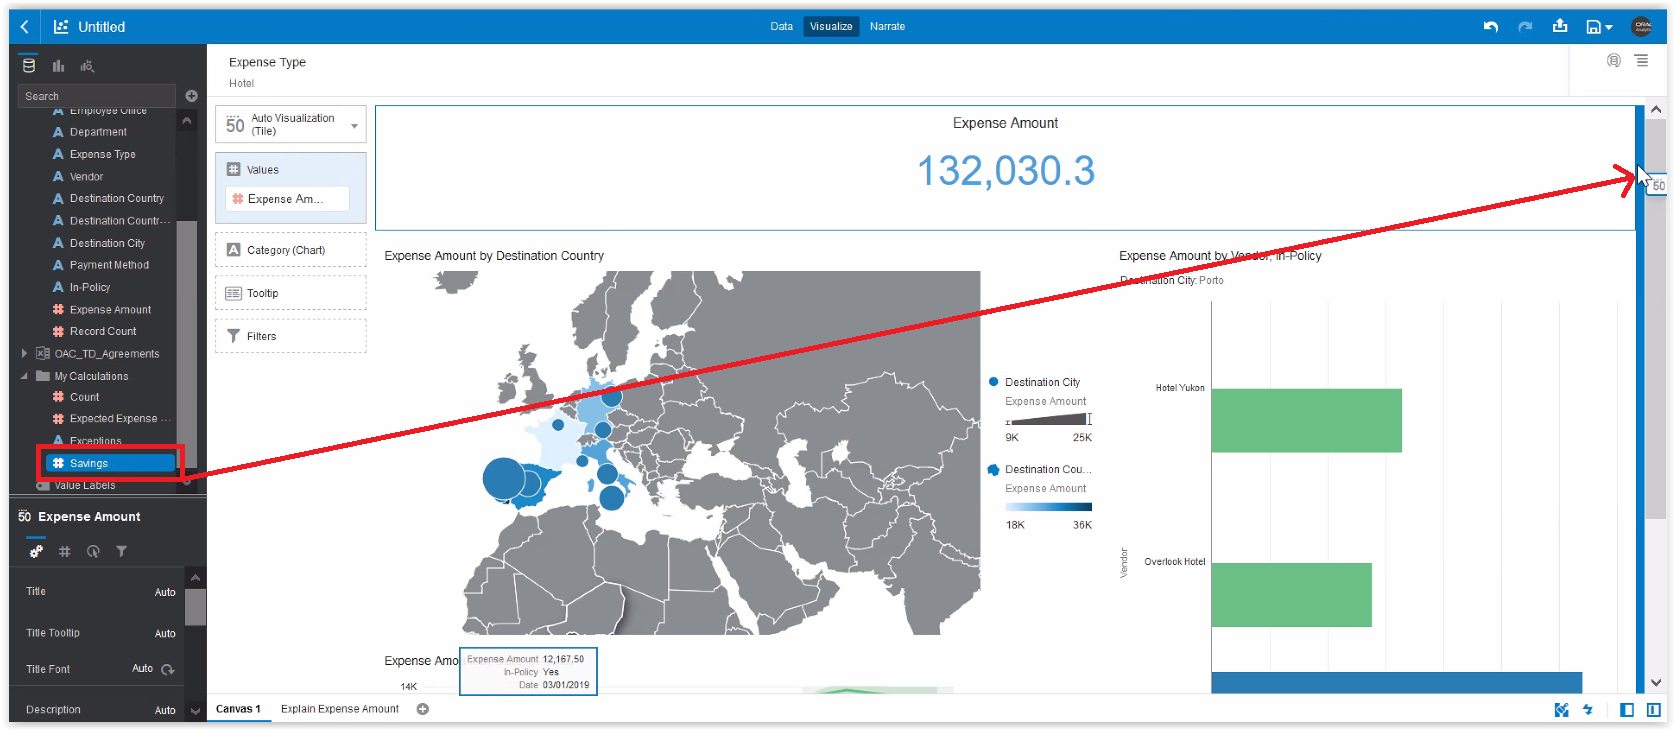 Untitled
Data
Visualize
Narrate
Search
Employee Office
Department
Expense Type
Vendor
Destination Country
Destination Countr...
Destination City
Payment Method
In-Policy
Expense Amount
Record Count
OAC_TD_Agreements
My Calculations
Count
Expected Expense ...
Exceptions
Savings
Value Labels
50 Expense Amount
Title Auto
Title Tooltip Auto
Title Font Auto
Description Auto
Expense Type
Hotel
50 Auto Visualization
(Tile)
Values
Expense Am...
Category (Chart)
Tooltip
Filters
Expense Amount
132,030.3
50
Expense Amount by Destination Country
Destination City
Expense Amount
9K 25K
Destination Cou...
Expense Amount
18K 36K
Expense Amount by Vendor, In-Policy
Destination City: Porto
Hotel Yukon
Vendor
Overlook Hotel
Expense Amo
14K
Expense Amount 12,167.50
In-Policy Yes
Date 03/01/2019
Canvas 1
Explain Expense Amount